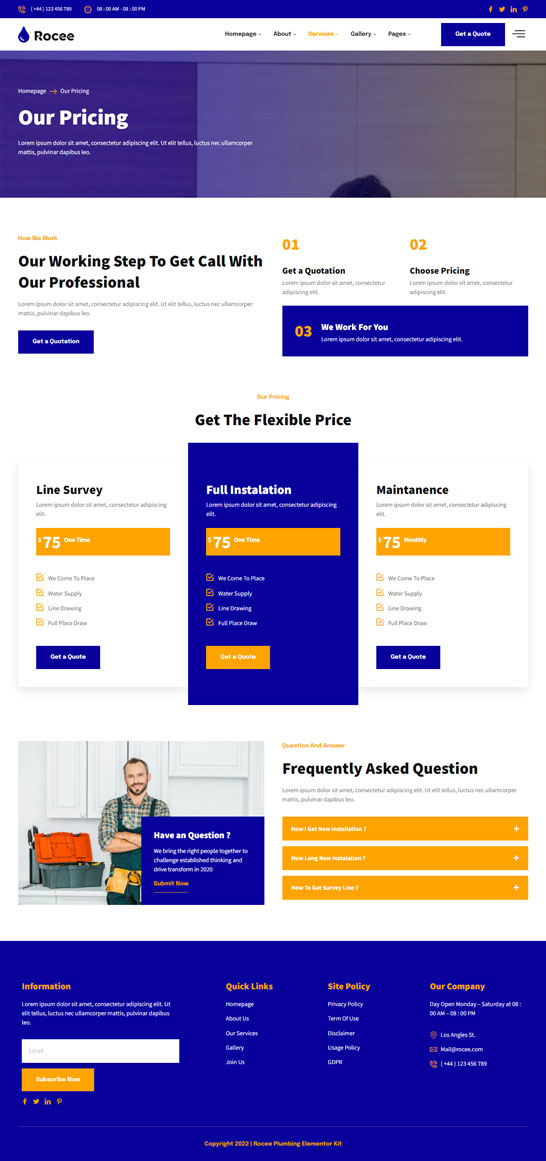 ( +44 ) 123 456 789
08 : 00 AM - 08 : 00 PM
Rocee
Homepage
About
Services
Gallery
Pages
Get a Quote
Homepage
Our Pricing
Our Pricing
Lorem ipsum dolor sit amet, consectetur adipiscing elit. Ut elit tellus, luctus nec ullamcorper
mattis, pulvinar dapibus leo.
How We Work
Our Working Step To Get Call With
Our Professional
Lorem ipsum dolor sit amet, consectetur adipiscing elit. Ut elit tellus, luctus nec ullamcorper
mattis, pulvinar dapibus leo.
Get a Quotation
01
Get a Quotation
Lorem ipsum dolor sit amet, consectetur
adipiscing elit.
02
Choose Pricing
Lorem ipsum dolor sit amet, consectetur
adipiscing elit.
03
We Work For You
Lorem ipsum dolor sit amet, consectetur adipiscing elit.
Our Pricing
Get The Flexible Price
Line Survey
Lorem ipsum dolor sit amet, consectetur adipiscing
elit.
$ 75 One Time
We Come To Place
Water Supply
Line Drawing
Full Place Draw
Get a Quote
Full Instalation
Lorem ipsum dolor sit amet, consectetur adipiscing
elit.
$ 75 One Time
We Come To Place
Water Supply
Line Drawing
Full Place Draw
Get a Quote
Maintanence
Lorem ipsum dolor sit amet, consectetur adipiscing
elit.
$ 75 Monthly
We Come To Place
Water Supply
Line Drawing
Full Place Draw
Get a Quote
Have an Question ?
We bring the right people together to
challenge established thinking and
drive transform in 2020
Submit Now
Question And Answer
Frequently Asked Question
Lorem ipsum dolor sit amet, consectetur adipiscing elit. Ut elit tellus, luctus nec ullamcorper
mattis, pulvinar dapibus leo.
How I Get New Installation ?
How Long New Instalation ?
How To Get Survey Line ?
Information
Lorem ipsum dolor sit amet, consectetur adipiscing elit. Ut
elit tellus, luctus nec ullamcorper mattis, pulvinar dapibus
leo.
Email
Subscribe Now
Quick Links
Homepage
About Us
Our Services
Gallery
Join Us
Site Policy
Privacy Policy
Term Of Use
Disclaimer
Usage Policy
GDPR
Our Company
Day Open Monday – Saturday at 08 :
00 AM – 08 : 00 PM
Los Angles St.
Mail@rocee.com
( +44 ) 123 456 789
Copyright 2022 | Rocee Plumbing Elementor Kit